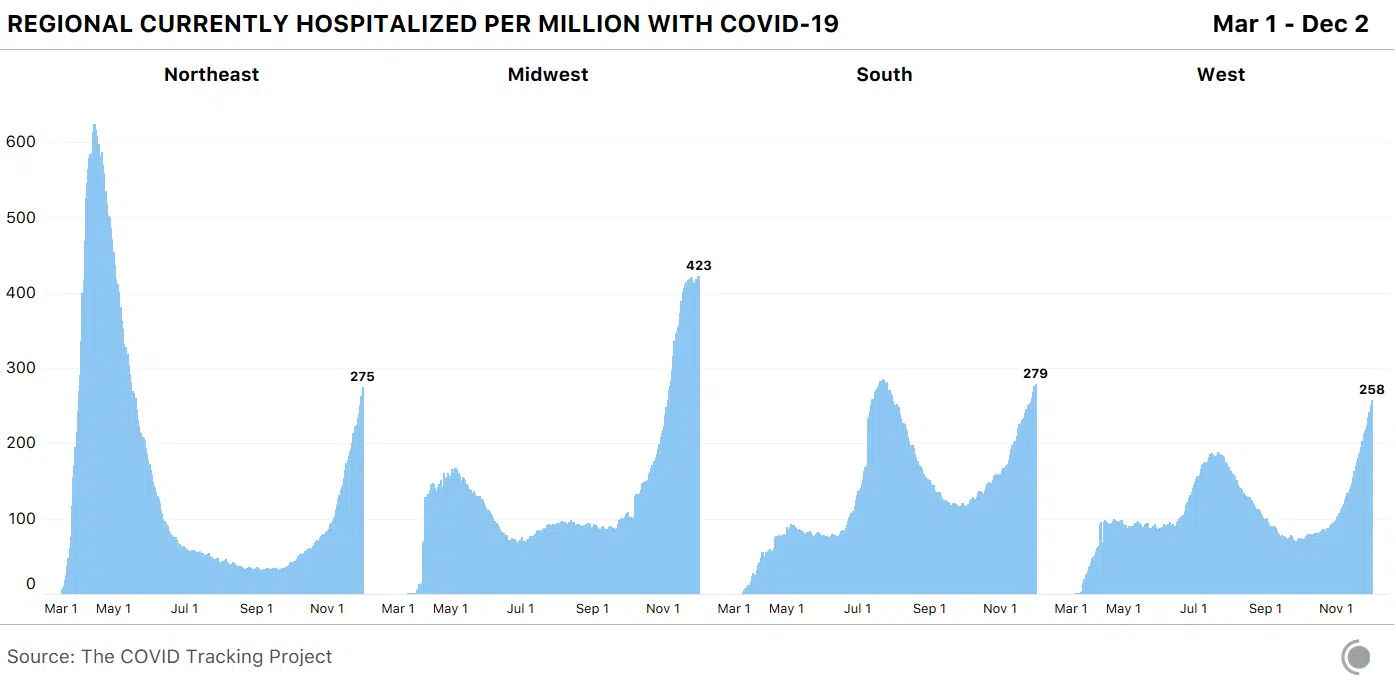 REGIONAL CURRENTLY HOSPITALIZED PER MILLION WITH COVID-19 Mar 1 - Dec 2
Northeast Midwest South West
600
500
400
300
200
100
0
423
275
279
258
Mar 1 May 1 Jul 1 Sep 1 Nov 1 Mar 1 May 1 Jul 1 Sep 1 Nov 1 Mar 1 May 1 Jul 1 Sep 1 Nov 1 Mar 1 May 1 Jul 1 Sep 1 Nov 1
Source: The COVID Tracking Project